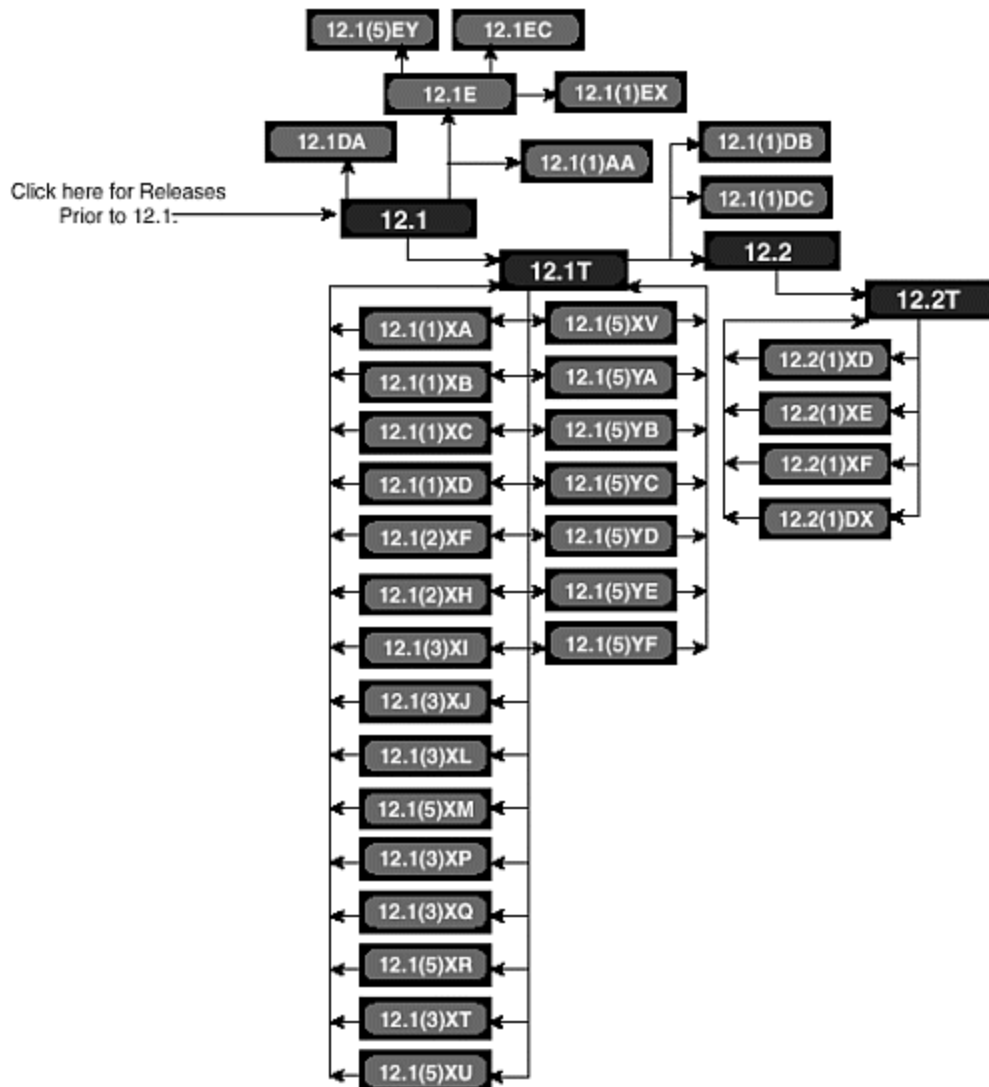 12.1(5)EY
12.1EC
12.1E
12.1(1)EX
12.1DA
12.1(1)AA
12.1(1)DB
Click here for Releases
Prior to 12.1.
12.1(1)DC
12.1
12.2
12.1T
12.2T
12.1(1)XA
12.1(5)XV
12.2(1)XD
12.1(1)XB
12.1(5)YA
12.2(1)XE
12.1(1)XC
12.1(5)YB
12.2(1)XF
12.1(1)XD
12.1(5)YC
12.2(1)DX
12.1(2)XF
12.1(5)YD
12.1(2)XH
12.1(5)YE
12.1(3)XI
12.1(5)YF
12.1(3)XJ
12.1(3)XL
12.1(5)XM
12.1(3)XP
12.1(3)XQ
12.1(5)XR
12.1(3)XT
12.1(5)XU